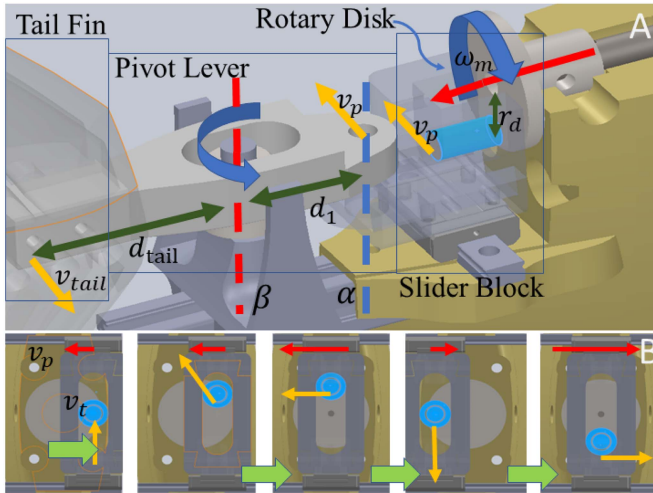 Tail Fin
Rotary Disk
A
Pivot Lever
ω_m
v_p
v_p
r_d
d_1
d_tail
v_tail
β
α
Slider Block
B
v_p
v_t